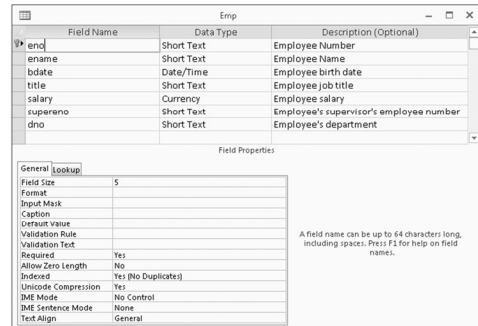 Emp
Field Name Data Type Description (Optional)
eno Short Text Employee Number
ename Short Text Employee Name
bdate Date/Time Employee birth date
title Short Text Employee job title
salary Currency Employee salary
supereno Short Text Employee's supervisor's employee number
dno Short Text Employee's department
Field Properties
General Lookup
Field Size 5
Format
Input Mask
Caption
Default Value
Validation Rule
Validation Text
Required Yes
Allow Zero Length No
Indexed Yes (No Duplicates)
Unicode Compression Yes
IME Mode No Control
IME Sentence Mode None
Text Align General
A field name can be up to 64 characters long,
including spaces. Press F1 for help on field
names.